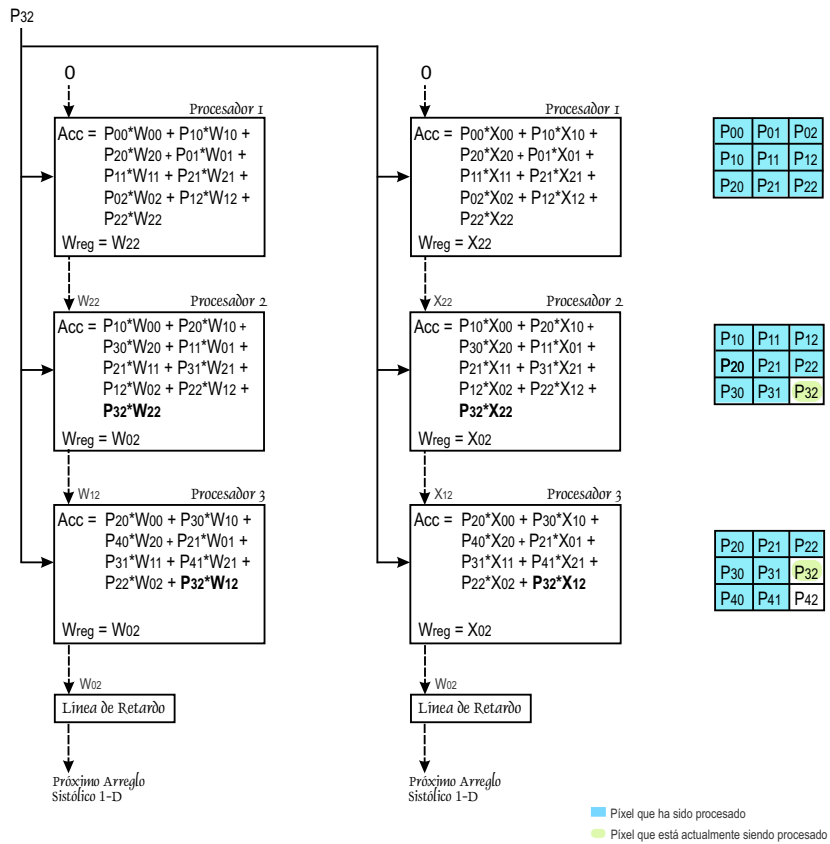 P32
0
Procesador 1
Acc = P00*W00 + P10*W10 +
P20*W20 + P01*W01 +
P11*W11 + P21*W21 +
P02*W02 + P12*W12 +
P22*W22
Wreg = W22
W22
Procesador 2
Acc = P10*W00 + P20*W10 +
P30*W20 + P11*W01 +
P21*W11 + P31*W21 +
P12*W02 + P22*W12 +
P32*W22
Wreg = W02
W12
Procesador 3
Acc = P20*W00 + P30*W10 +
P40*W20 + P21*W01 +
P31*W11 + P41*W21 +
P22*W02 + P32*W12
Wreg = W02
W02
Línea de Retardo
Próximo Arreglo
Sistólico 1-D
0
Procesador 1
Acc = P00*X00 + P10*X10 +
P20*X20 + P01*X01 +
P11*X11 + P21*X21 +
P02*X02 + P12*X12 +
P22*X22
Wreg = X22
X22
Procesador 2
Acc = P10*X00 + P20*X10 +
P30*X20 + P11*X01 +
P21*X11 + P31*X21 +
P12*X02 + P22*X12 +
P32*X22
Wreg = X02
X12
Procesador 3
Acc = P20*X00 + P30*X10 +
P40*X20 + P21*X01 +
P31*X11 + P41*X21 +
P22*X02 + P32*X12
Wreg = X02
W02
Línea de Retardo
Próximo Arreglo
Sistólico 1-D
P00 P01 P02
P10 P11 P12
P20 P21 P22
P10 P11 P12
P20 P21 P22
P30 P31 P32
P20 P21 P22
P30 P31 P32
P40 P41 P42
Píxel que ha sido procesado
Píxel que está actualmente siendo procesado